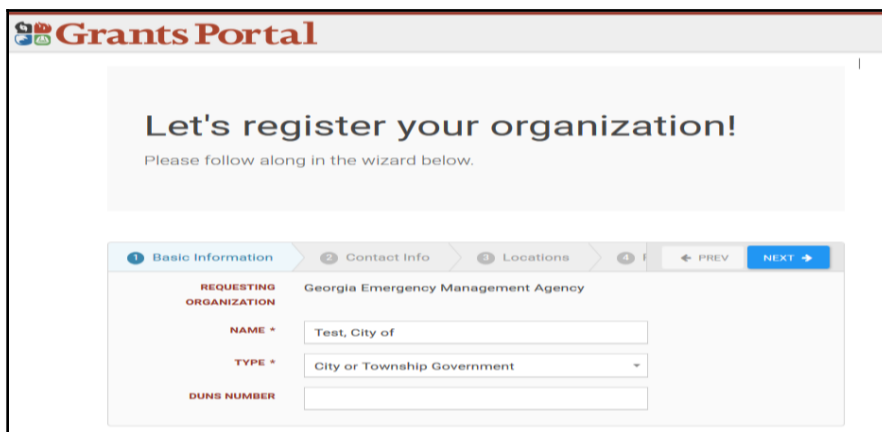 Grants Portal
Let's register your organization!
Please follow along in the wizard below.
1 Basic Information 2 Contact Info 3 Locations 4 PREV NEXT
REQUESTING ORGANIZATION Georgia Emergency Management Agency
NAME * Test, City of
TYPE * City or Township Government
DUNS NUMBER